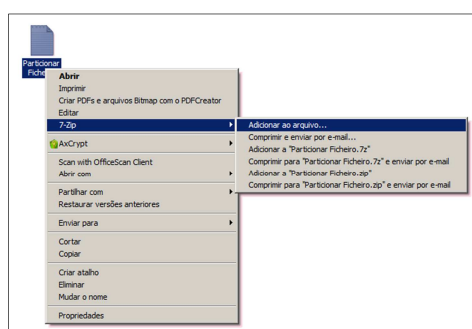 Particionar
Fiche
Abrir
Imprimir
Criar PDFs e arquivos Bitmap com o PDFCreator
Editar
7-Zip
AxCrypt
Scan with OfficeScan Client
Abrir com
Partilhar com
Restaurar versões anteriores
Enviar para
Cortar
Copiar
Criar atalho
Eliminar
Mudar o nome
Propriedades
Adicionar ao arquivo...
Comprimir e enviar por e-mail...
Adicionar a "Particionar Ficheiro.7z"
Comprimir para "Particionar Ficheiro.7z" e enviar por e-mail
Adicionar a "Particionar Ficheiro.zip"
Comprimir para "Particionar Ficheiro.zip" e enviar por e-mail